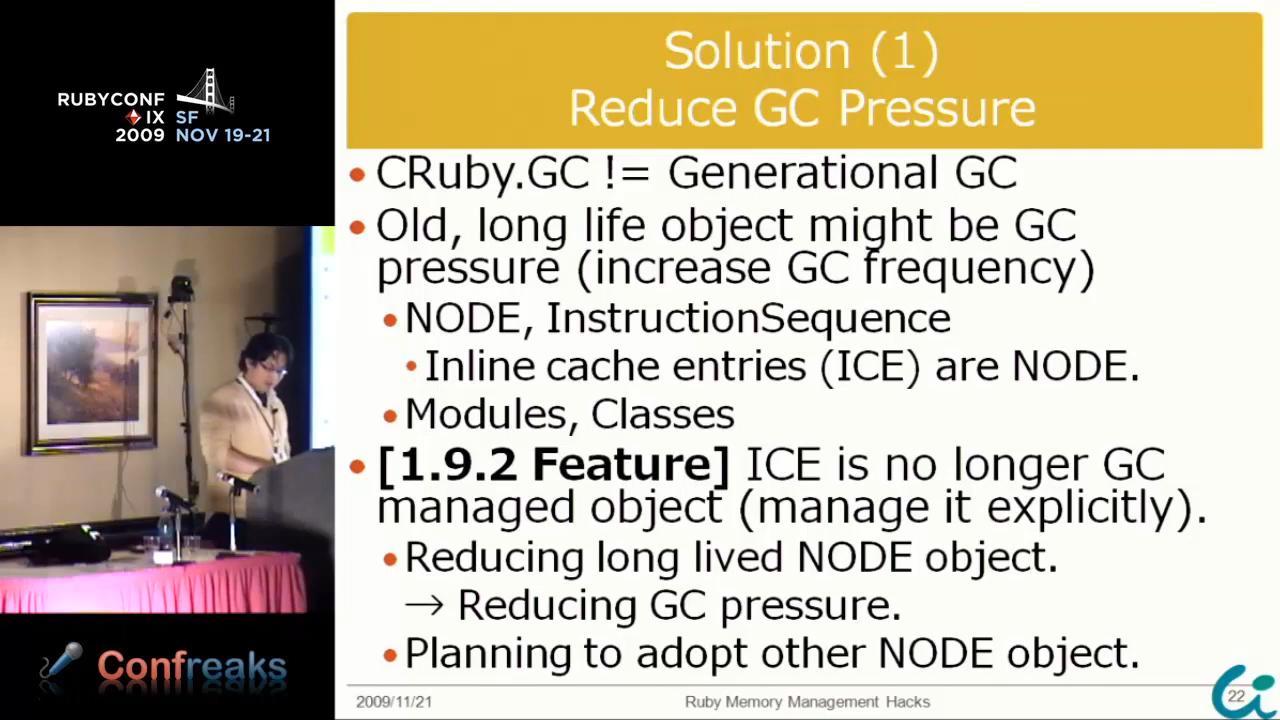 RUBYCONF
IX SF
2009 NOV 19-21
Confreaks
Solution (1)
Reduce GC Pressure
• CRuby.GC != Generational GC
• Old, long life object might be GC
pressure (increase GC frequency)
• NODE, InstructionSequence
• Inline cache entries (ICE) are NODE.
• Modules, Classes
• [1.9.2 Feature] ICE is no longer GC
managed object (manage it explicitly).
• Reducing long lived NODE object.
→ Reducing GC pressure.
• Planning to adopt other NODE object.
2009/11/21 Ruby Memory Management Hacks 22